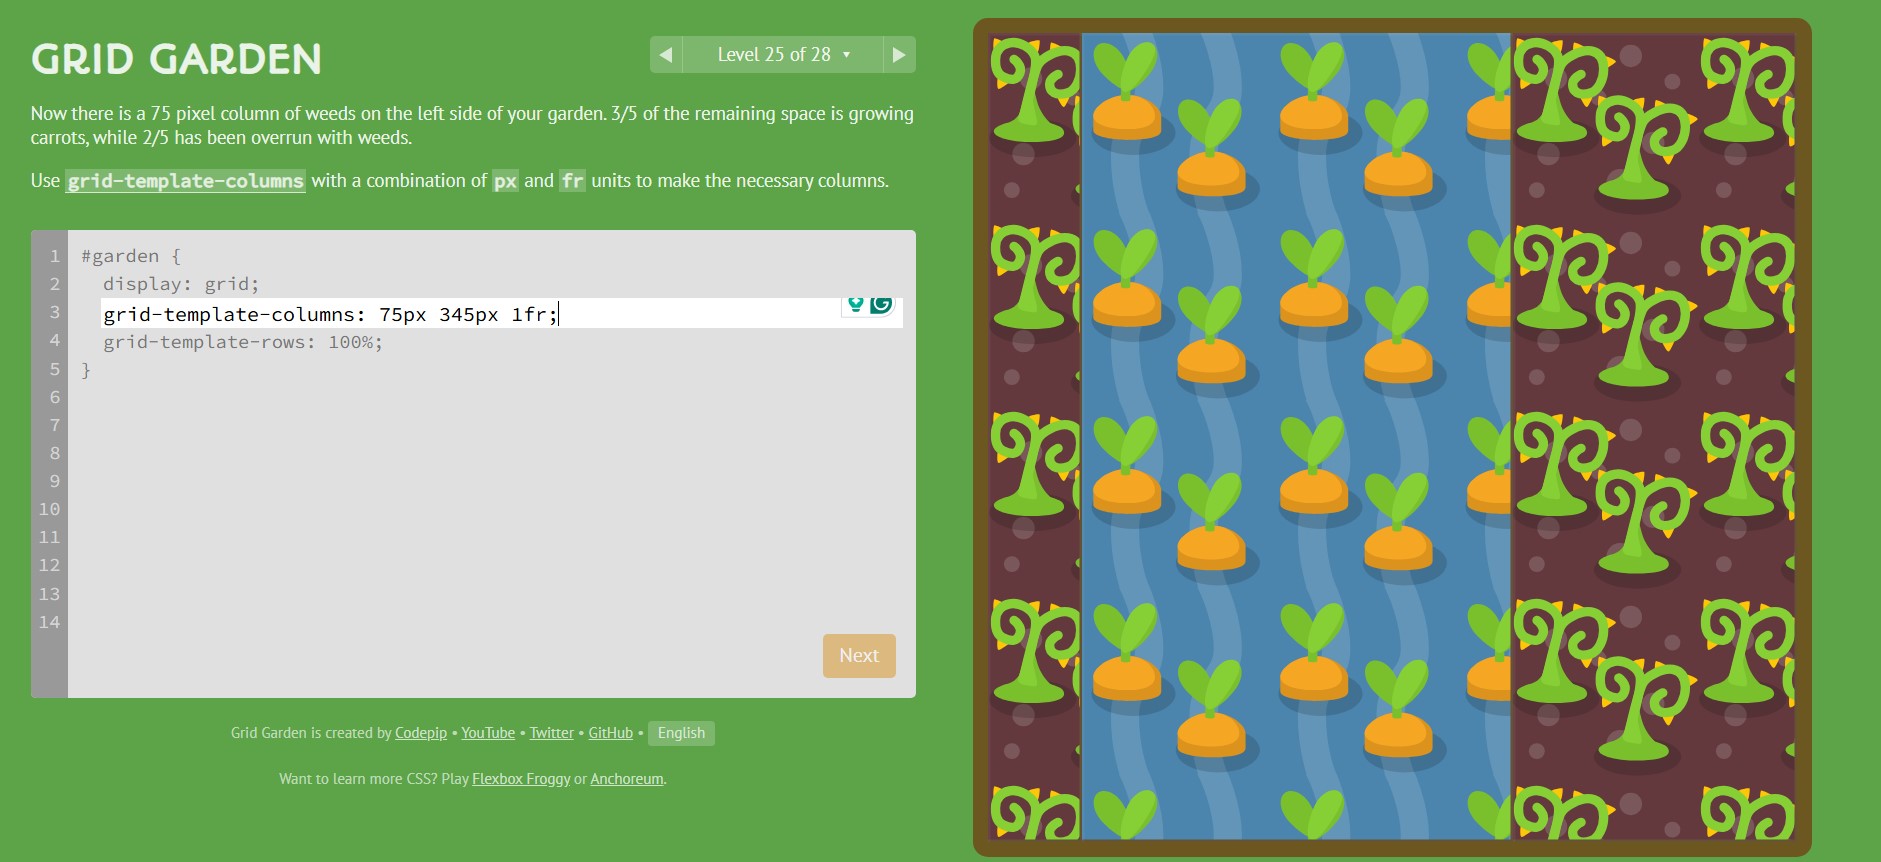 GRID GARDEN
◀ Level 25 of 28 ▾ ▶
Now there is a 75 pixel column of weeds on the left side of your garden. 3/5 of the remaining space is growing
carrots, while 2/5 has been overrun with weeds.
Use grid-template-columns with a combination of px and fr units to make the necessary columns.
1 #garden {
2 display: grid;
3 grid-template-columns: 75px 345px 1fr;
4 grid-template-rows: 100%;
5 }
6
7
8
9
10
11
12
13
14
Next
Grid Garden is created by Codepip • YouTube • Twitter • GitHub • English
Want to learn more CSS? Play Flexbox Froggy or Anchoreum.